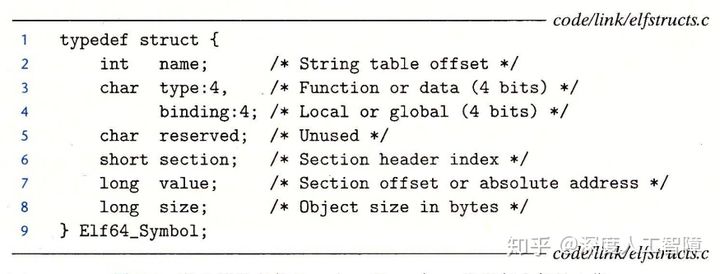 code/link/elfstructs.c
1 typedef struct {
2 int name; /* String table offset */
3 char type:4, /* Function or data (4 bits) */
4 binding:4; /* Local or global (4 bits) */
5 char reserved; /* Unused */
6 short section; /* Section header index */
7 long value; /* Section offset or absolute address */
8 long size; /* Object size in bytes */
9 } Elf64_Symbol;
知乎 @深度人工智障
code/link/elfstructs.c